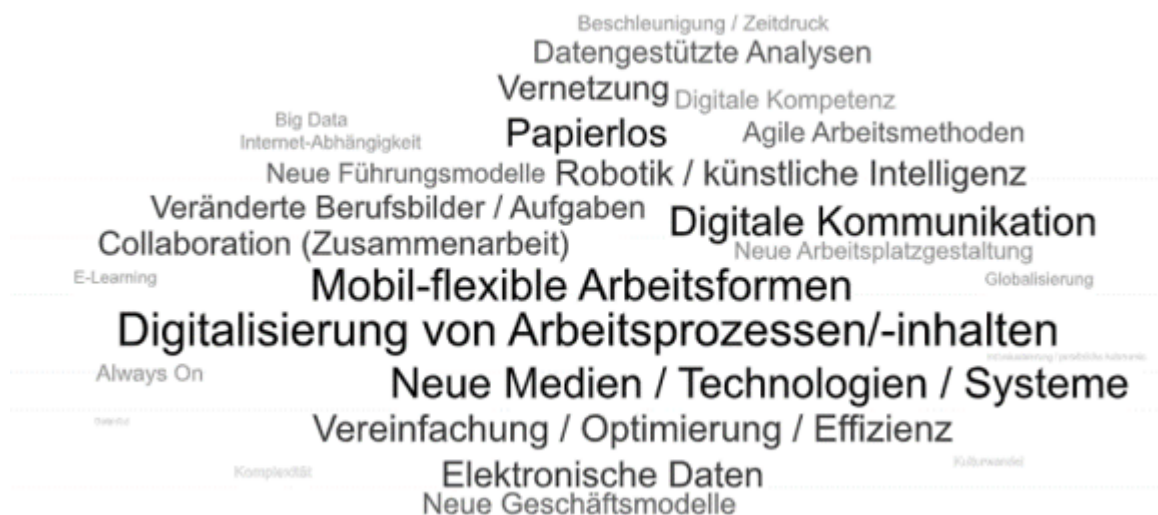 Beschleunigung / Zeitdruck
Datengestützte Analysen
Vernetzung
Digitale Kompetenz
Big Data
Papierlos
Agile Arbeitsmethoden
Internet-Abhängigkeit
Neue Führungsmodelle
Robotik / künstliche Intelligenz
Veränderte Berufsbilder / Aufgaben
Digitale Kommunikation
Collaboration (Zusammenarbeit)
Neue Arbeitsplatzgestaltung
E-Learning
Mobil-flexible Arbeitsformen
Globalisierung
Digitalisierung von Arbeitsprozessen/-inhalten
Always On
Neue Medien / Technologien / Systeme
Vereinfachung / Optimierung / Effizienz
Kulturwandel
Komplexität
Elektronische Daten
Neue Geschäftsmodelle